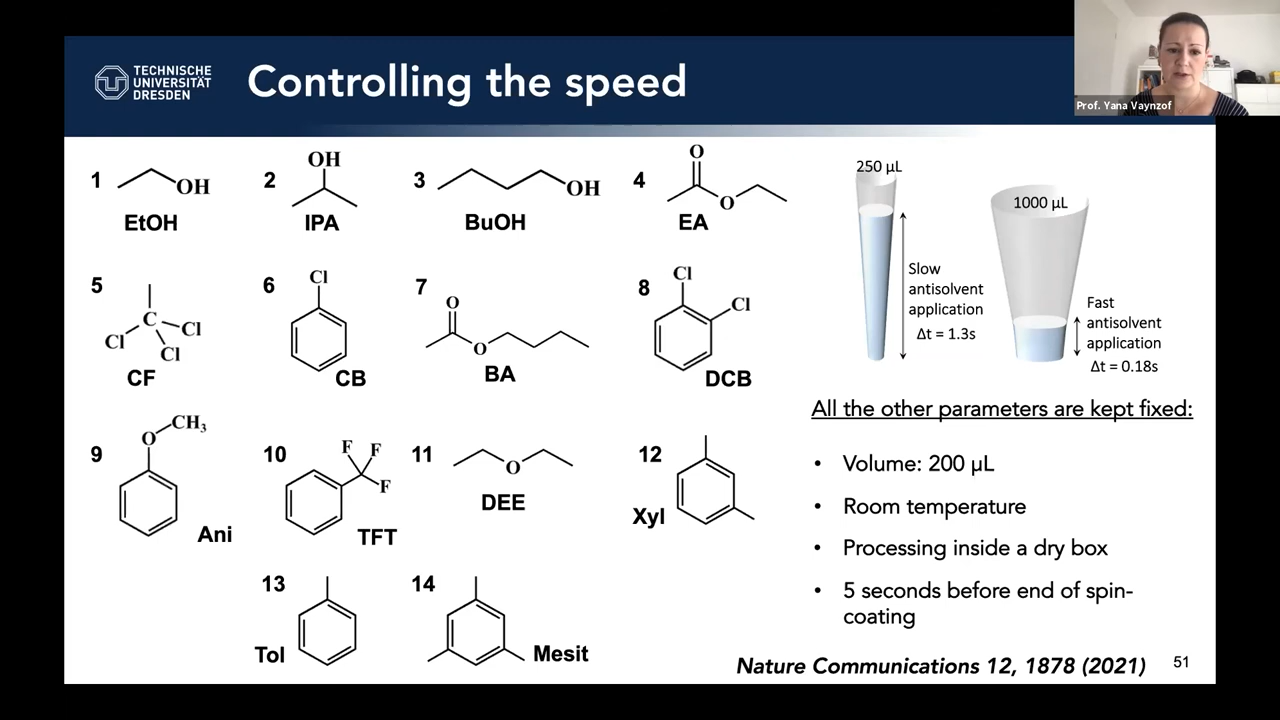 TECHNISCHE
UNIVERSITÄT
DRESDEN
Controlling the speed
Prof. Yana Vaynzof
1
OH
EtOH
2
OH
IPA
3
OH
BuOH
4
O
O
EA
5
C
Cl
Cl
Cl
CF
6
Cl
CB
7
O
O
BA
8
Cl
Cl
DCB
9
O
CH3
Ani
10
F
F
F
TFT
11
O
DEE
12
Xyl
13
Tol
14
Mesit
250 µL
Slow
antisolvent
application
Δt = 1.3s
1000 µL
Fast
antisolvent
application
Δt = 0.18s
All the other parameters are kept fixed:
• Volume: 200 µL
• Room temperature
• Processing inside a dry box
• 5 seconds before end of spin-
coating
Nature Communications 12, 1878 (2021)
51